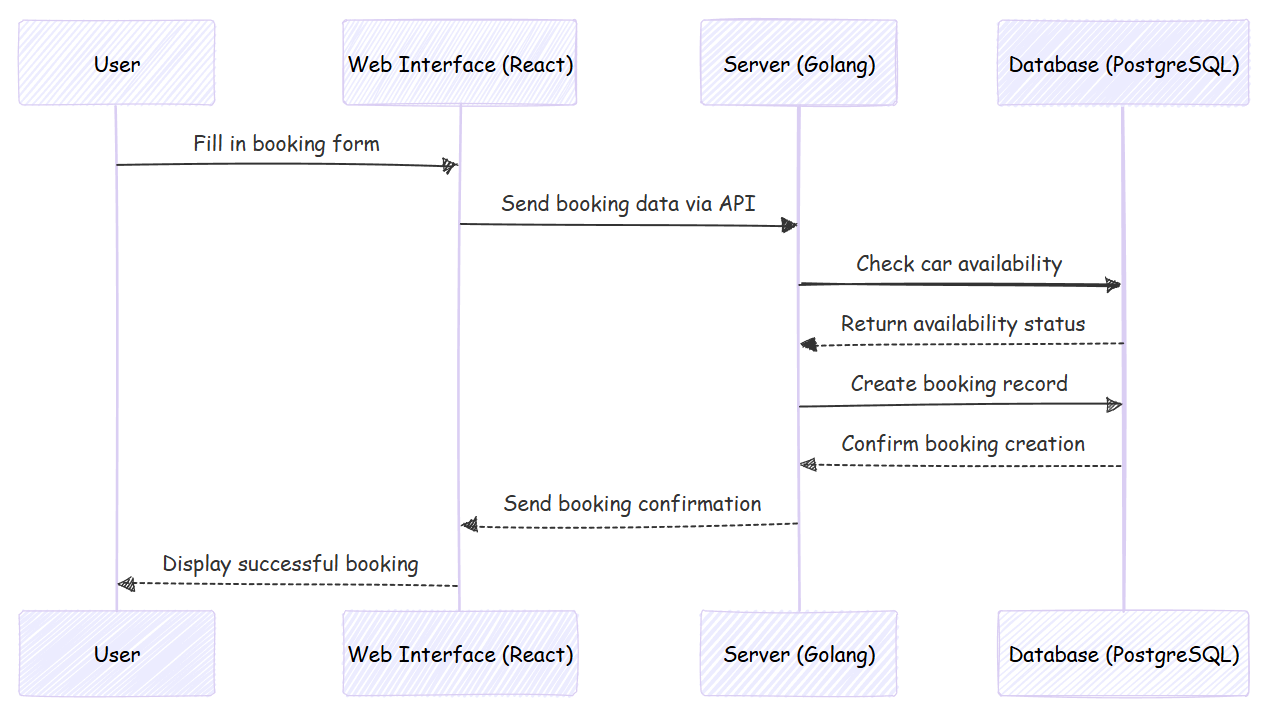 User
Web Interface (React)
Server (Golang)
Database (PostgreSQL)
Fill in booking form
Send booking data via API
Check car availability
Return availability status
Create booking record
Confirm booking creation
Send booking confirmation
Display successful booking
User
Web Interface (React)
Server (Golang)
Database (PostgreSQL)